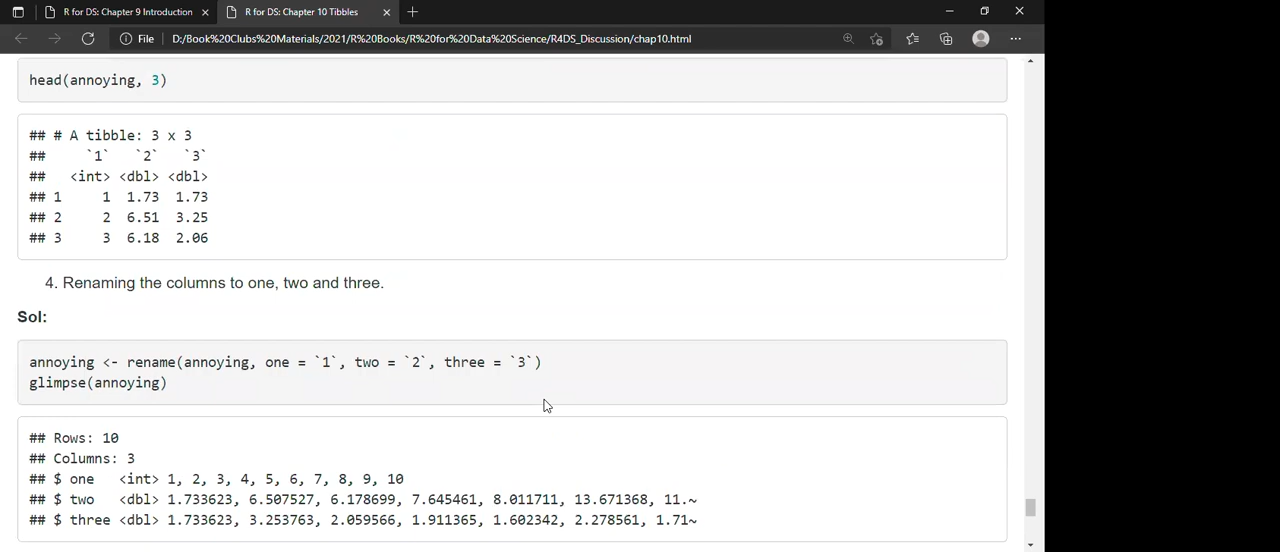 R for DS: Chapter 9 Introduction
R for DS: Chapter 10 Tibbles
File D:/Book%20Clubs%20Materials/2021/R%20Books/R%20for%20Data%20Science/R4DS_Discussion/chap10.html
head(annoying, 3)
## # A tibble: 3 x 3
## `1` `2` `3`
## <int> <dbl> <dbl>
## 1 1 1.73 1.73
## 2 2 6.51 3.25
## 3 3 6.18 2.06
4. Renaming the columns to one, two and three.
Sol:
annoying <- rename(annoying, one = `1`, two = `2`, three = `3`)
glimpse(annoying)
## Rows: 10
## Columns: 3
## $ one <int> 1, 2, 3, 4, 5, 6, 7, 8, 9, 10
## $ two <dbl> 1.733623, 6.507527, 6.178699, 7.645461, 8.011711, 13.671368, 11.~
## $ three <dbl> 1.733623, 3.253763, 2.059566, 1.911365, 1.602342, 2.278561, 1.71~